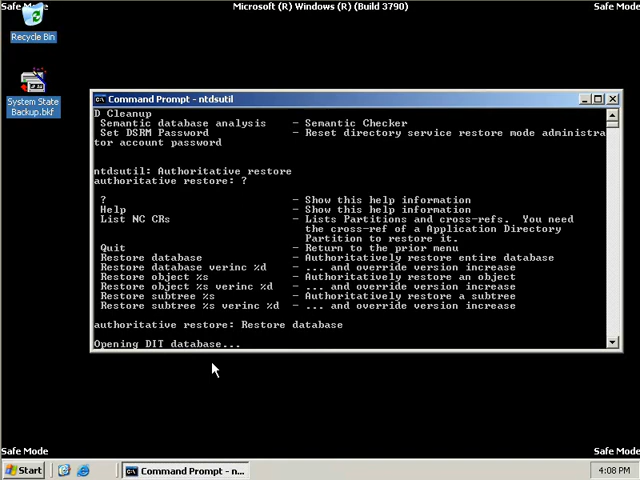 Safe Mode
Microsoft (R) Windows (R) (Build 3790)
Safe Mode
Recycle Bin
System State
Backup.bkf
Command Prompt - ntdsutil
D Cleanup
Semantic database analysis - Semantic Checker
Set DSRM Password - Reset directory service restore mode administra
tor account password
ntdsutil: Authoritative restore
authoritative restore: ?
? - Show this help information
Help - Show this help information
List NC CRs - Lists Partitions and cross-refs. You need
the cross-ref of a Application Directory
Partition to restore it.
Quit - Return to the prior menu
Restore database - Authoritatively restore entire database
Restore database verinc %d - ... and override version increase
Restore object %s - Authoritatively restore an object
Restore object %s verinc %d - ... and override version increase
Restore subtree %s - Authoritatively restore a subtree
Restore subtree %s verinc %d - ... and override version increase
authoritative restore: Restore database
Opening DIT database...
Safe Mode
Safe Mode
Start
Command Prompt - n...
4:08 PM